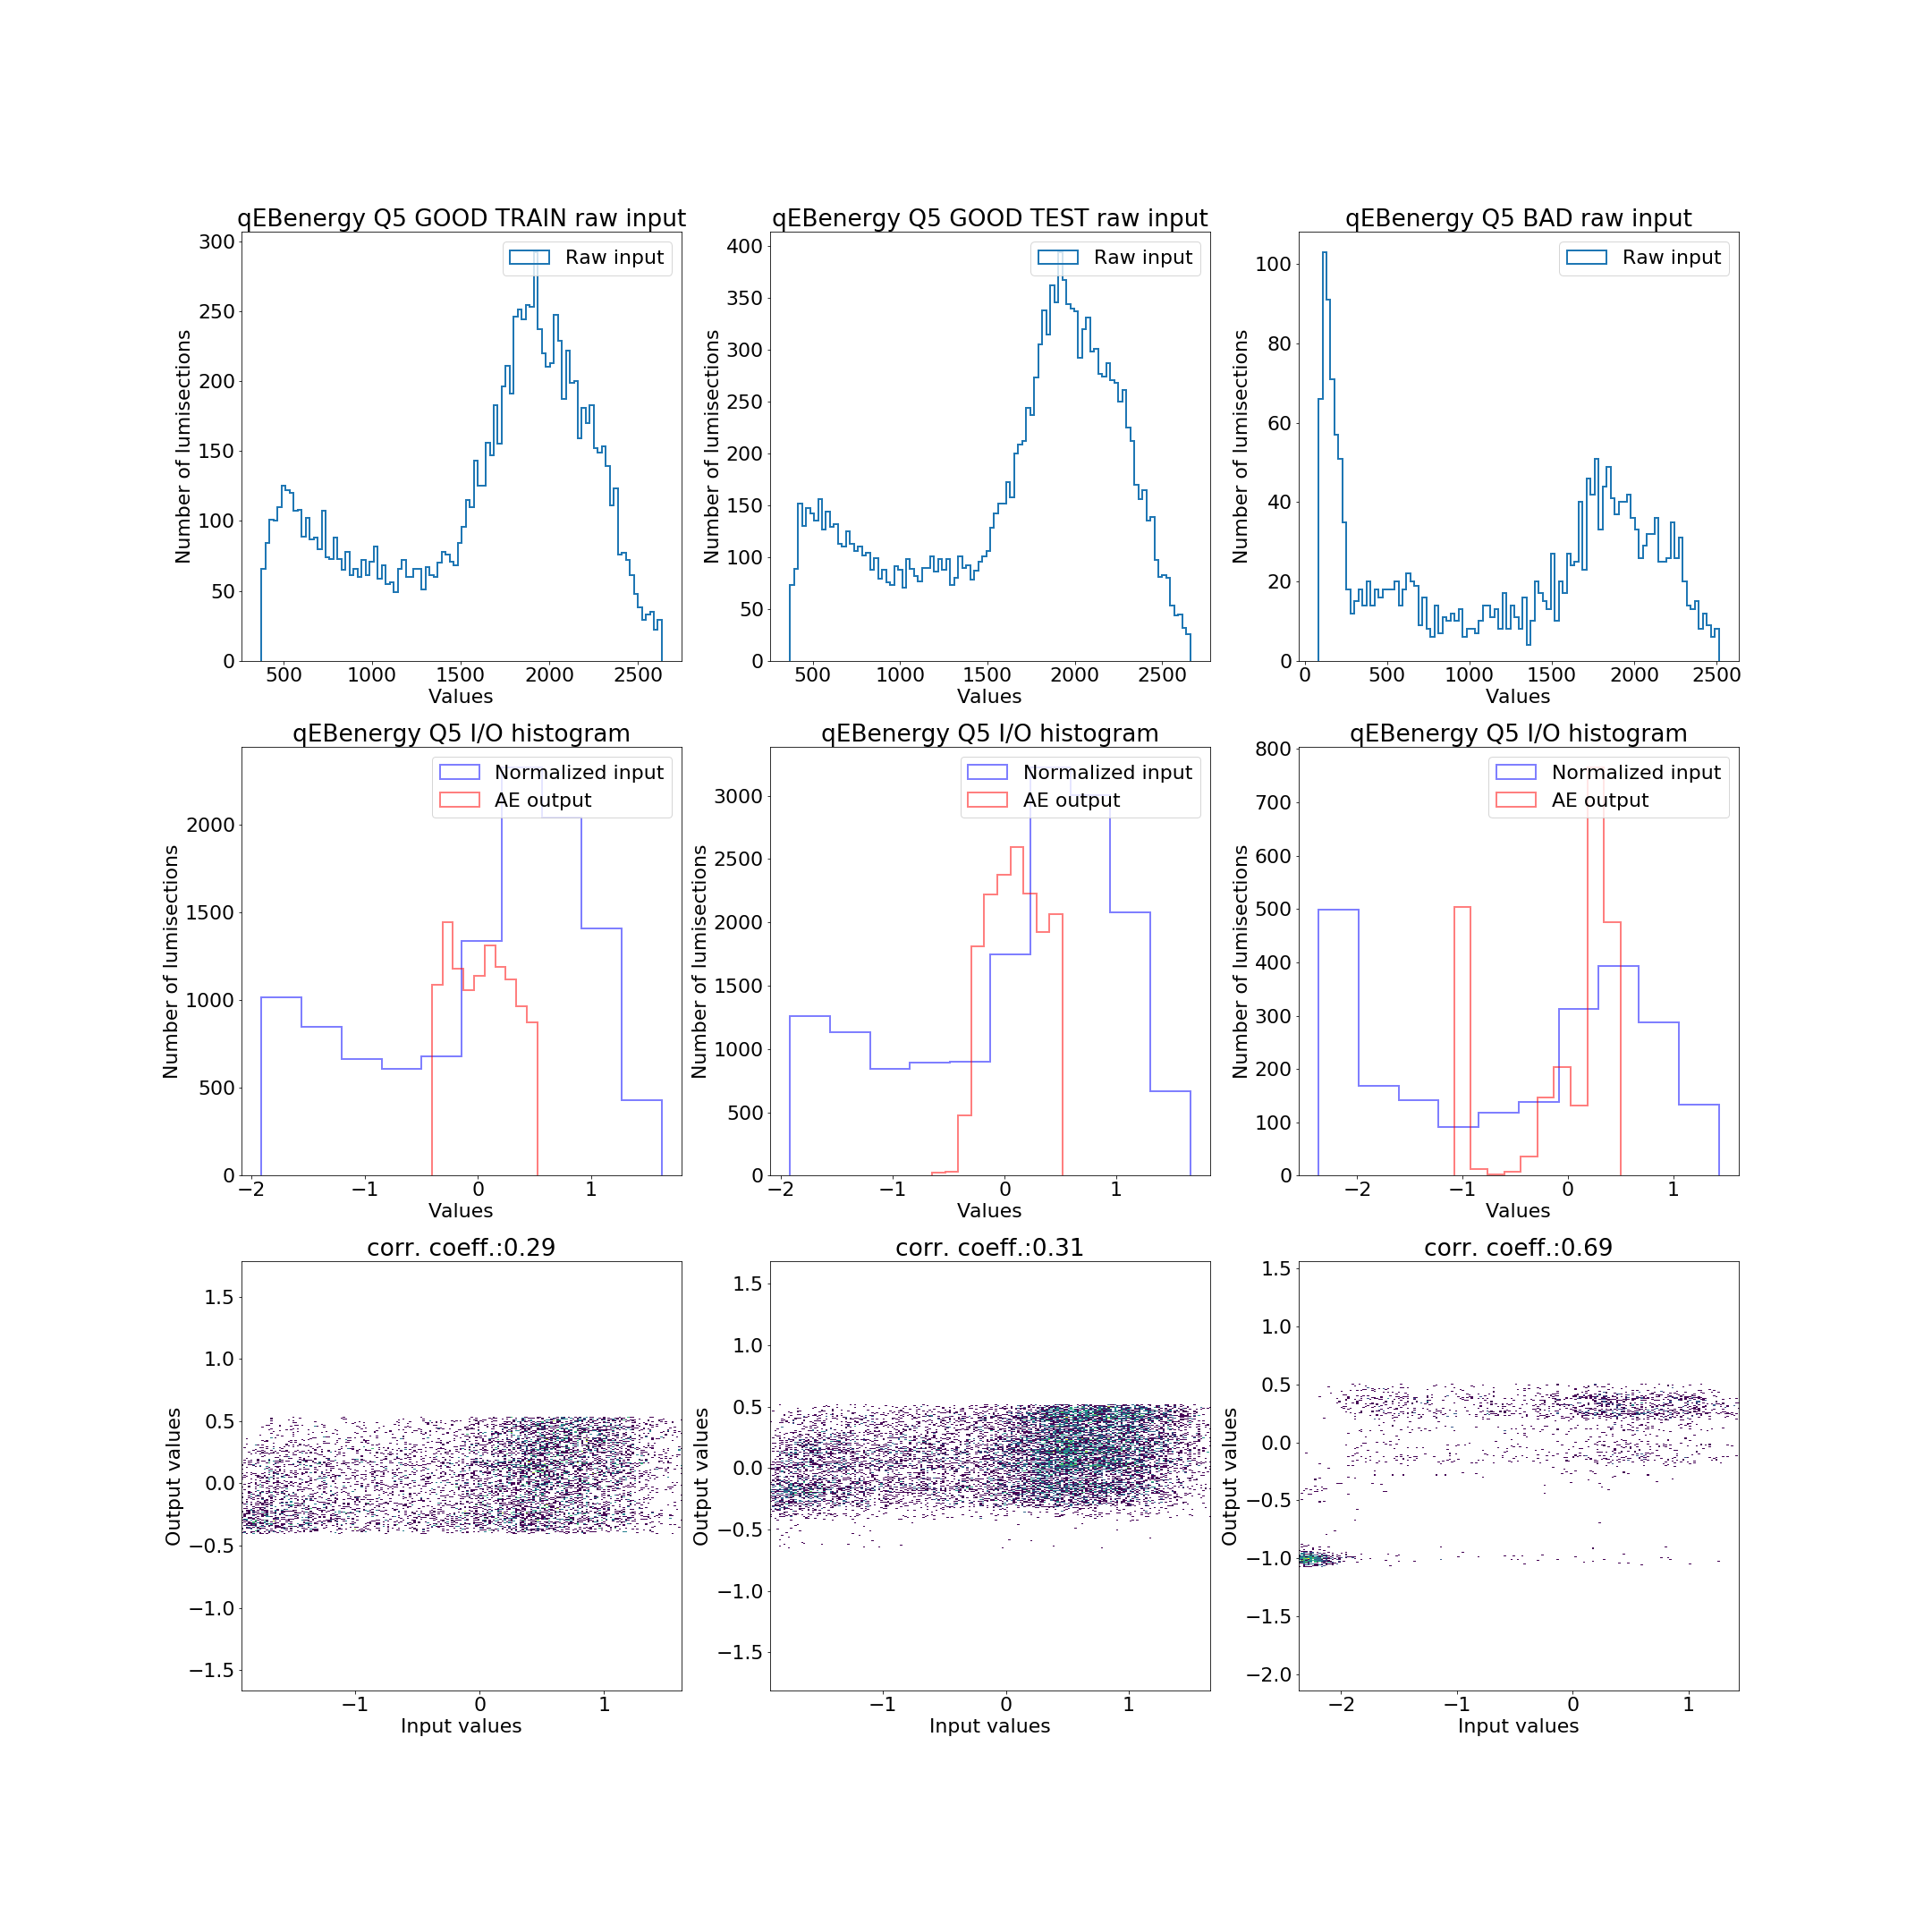 qEBenergy Q5 GOOD TRAIN raw input
Raw input
Number of lumisections
300
250
200
150
100
50
0
500 1000 1500 2000 2500
Values
qEBenergy Q5 GOOD TEST raw input
Raw input
Number of lumisections
400
350
300
250
200
150
100
50
0
500 1000 1500 2000 2500
Values
qEBenergy Q5 BAD raw input
Raw input
Number of lumisections
100
80
60
40
20
0
0 500 1000 1500 2000 2500
Values
qEBenergy Q5 I/O histogram
Normalized input
AE output
Number of lumisections
2000
1500
1000
500
0
−2 −1 0 1
Values
qEBenergy Q5 I/O histogram
Normalized input
AE output
Number of lumisections
3000
2500
2000
1500
1000
500
0
−2 −1 0 1
Values
qEBenergy Q5 I/O histogram
Normalized input
AE output
Number of lumisections
800
700
600
500
400
300
200
100
0
−2 −1 0 1
Values
corr. coeff.:0.29
Output values
1.5
1.0
0.5
0.0
−0.5
−1.0
−1.5
−1 0 1
Input values
corr. coeff.:0.31
Output values
1.5
1.0
0.5
0.0
−0.5
−1.0
−1.5
−1 0 1
Input values
corr. coeff.:0.69
Output values
1.5
1.0
0.5
0.0
−0.5
−1.0
−1.5
−2.0
−2 −1 0 1
Input values